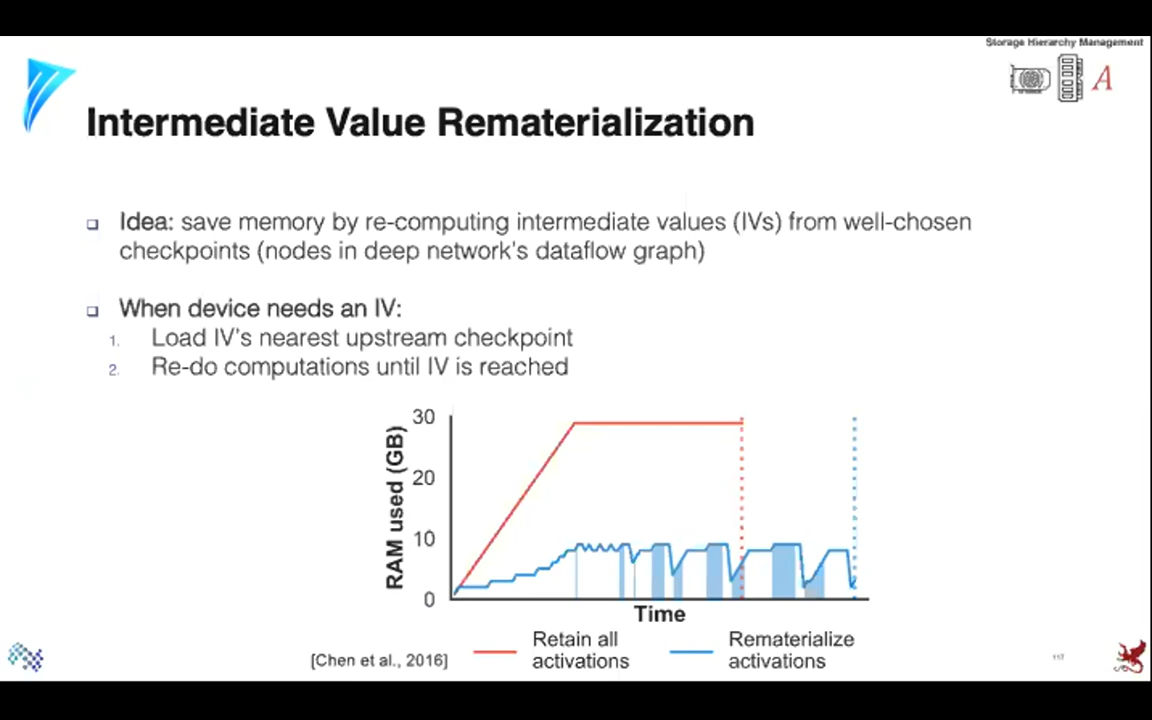 Storage Hierarchy Management
A
Intermediate Value Rematerialization
Idea: save memory by re-computing intermediate values (IVs) from well-chosen
checkpoints (nodes in deep network's dataflow graph)
When device needs an IV:
1. Load IV's nearest upstream checkpoint
2. Re-do computations until IV is reached
RAM used (GB)
30
20
10
0
Time
Retain all
activations
Rematerialize
activations
[Chen et al., 2016]